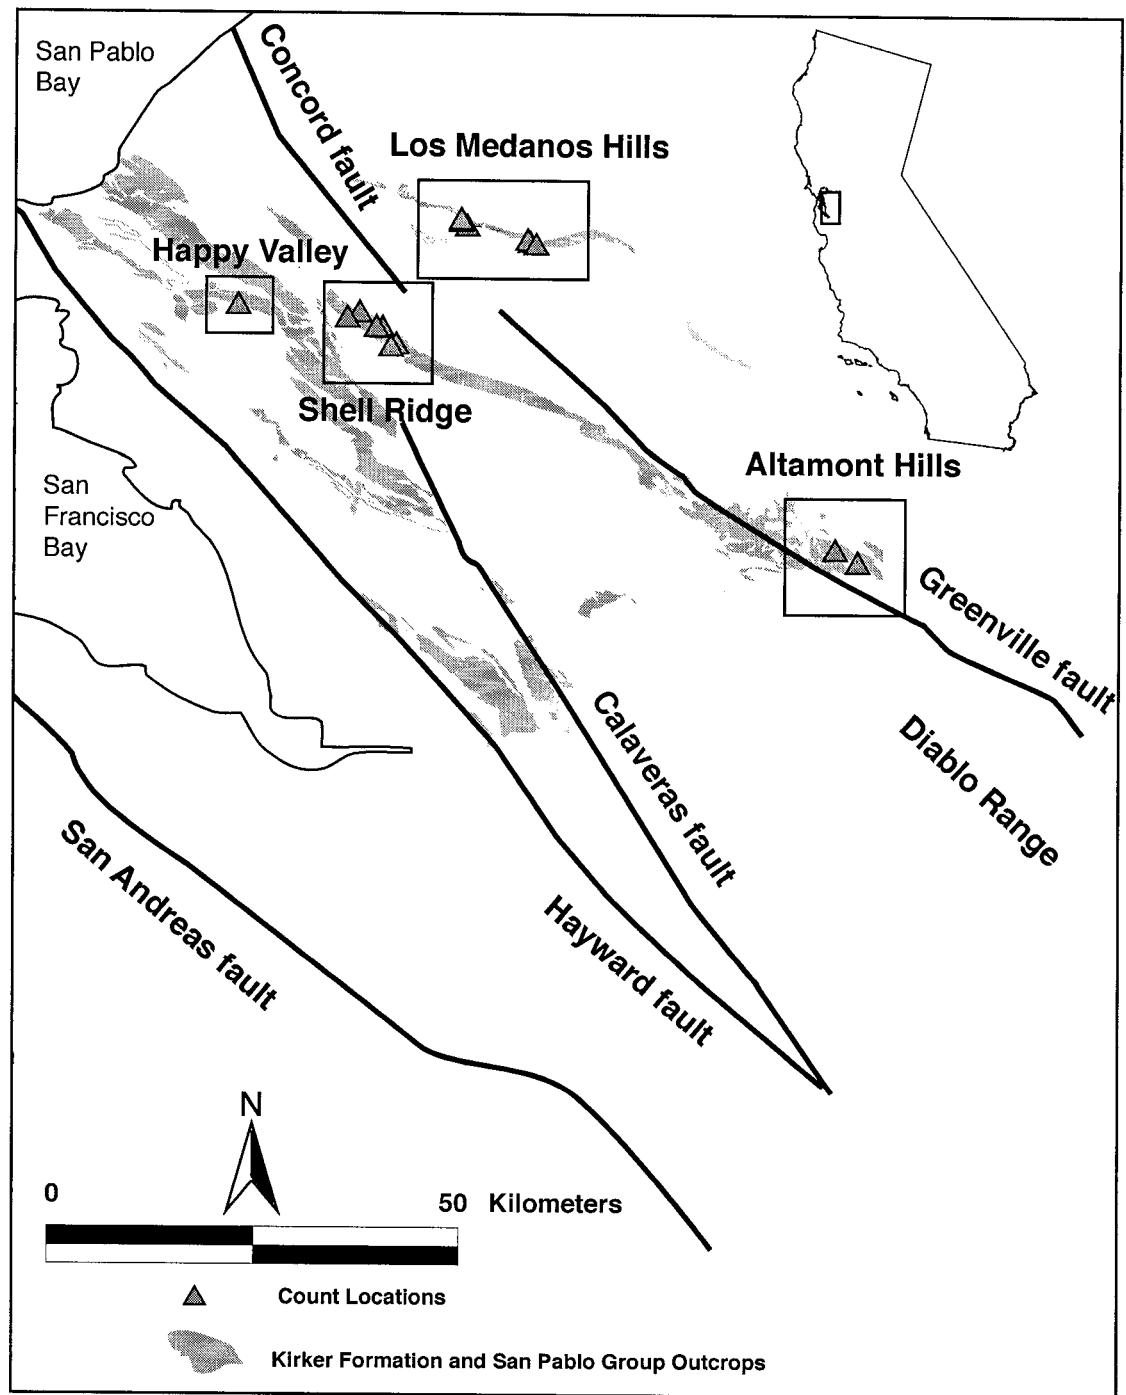 San Pablo
Bay
Concord fault
Los Medanos Hills
Happy Valley
Shell Ridge
Altamont Hills
San
Francisco
Bay
Greenville fault
Calaveras fault
Diablo Range
San Andreas fault
Hayward fault
N
0
50 Kilometers
Count Locations
Kirker Formation and San Pablo Group Outcrops